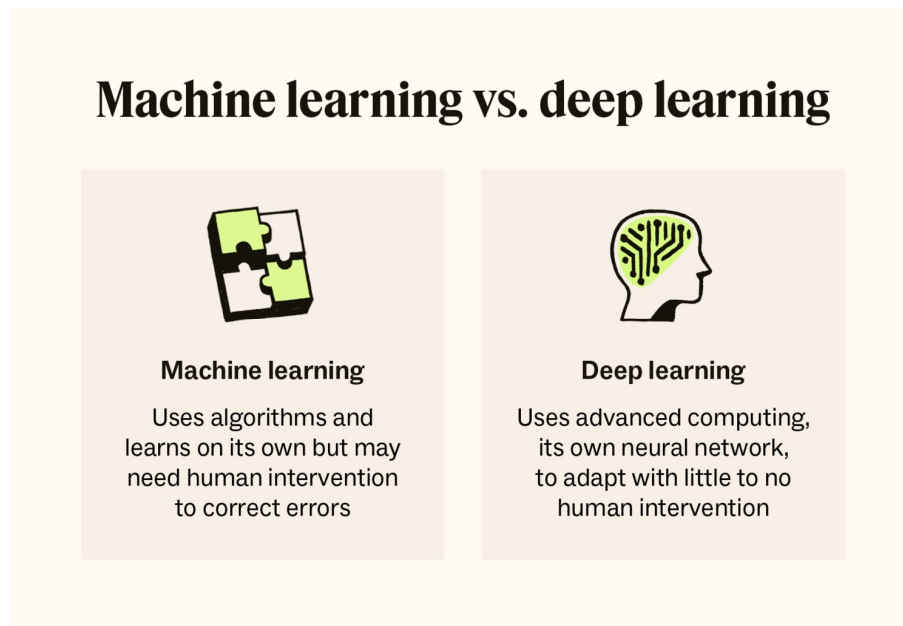 Machine learning vs. deep learning
Machine learning
Uses algorithms and
learns on its own but may
need human intervention
to correct errors
Deep learning
Uses advanced computing,
its own neural network,
to adapt with little to no
human intervention